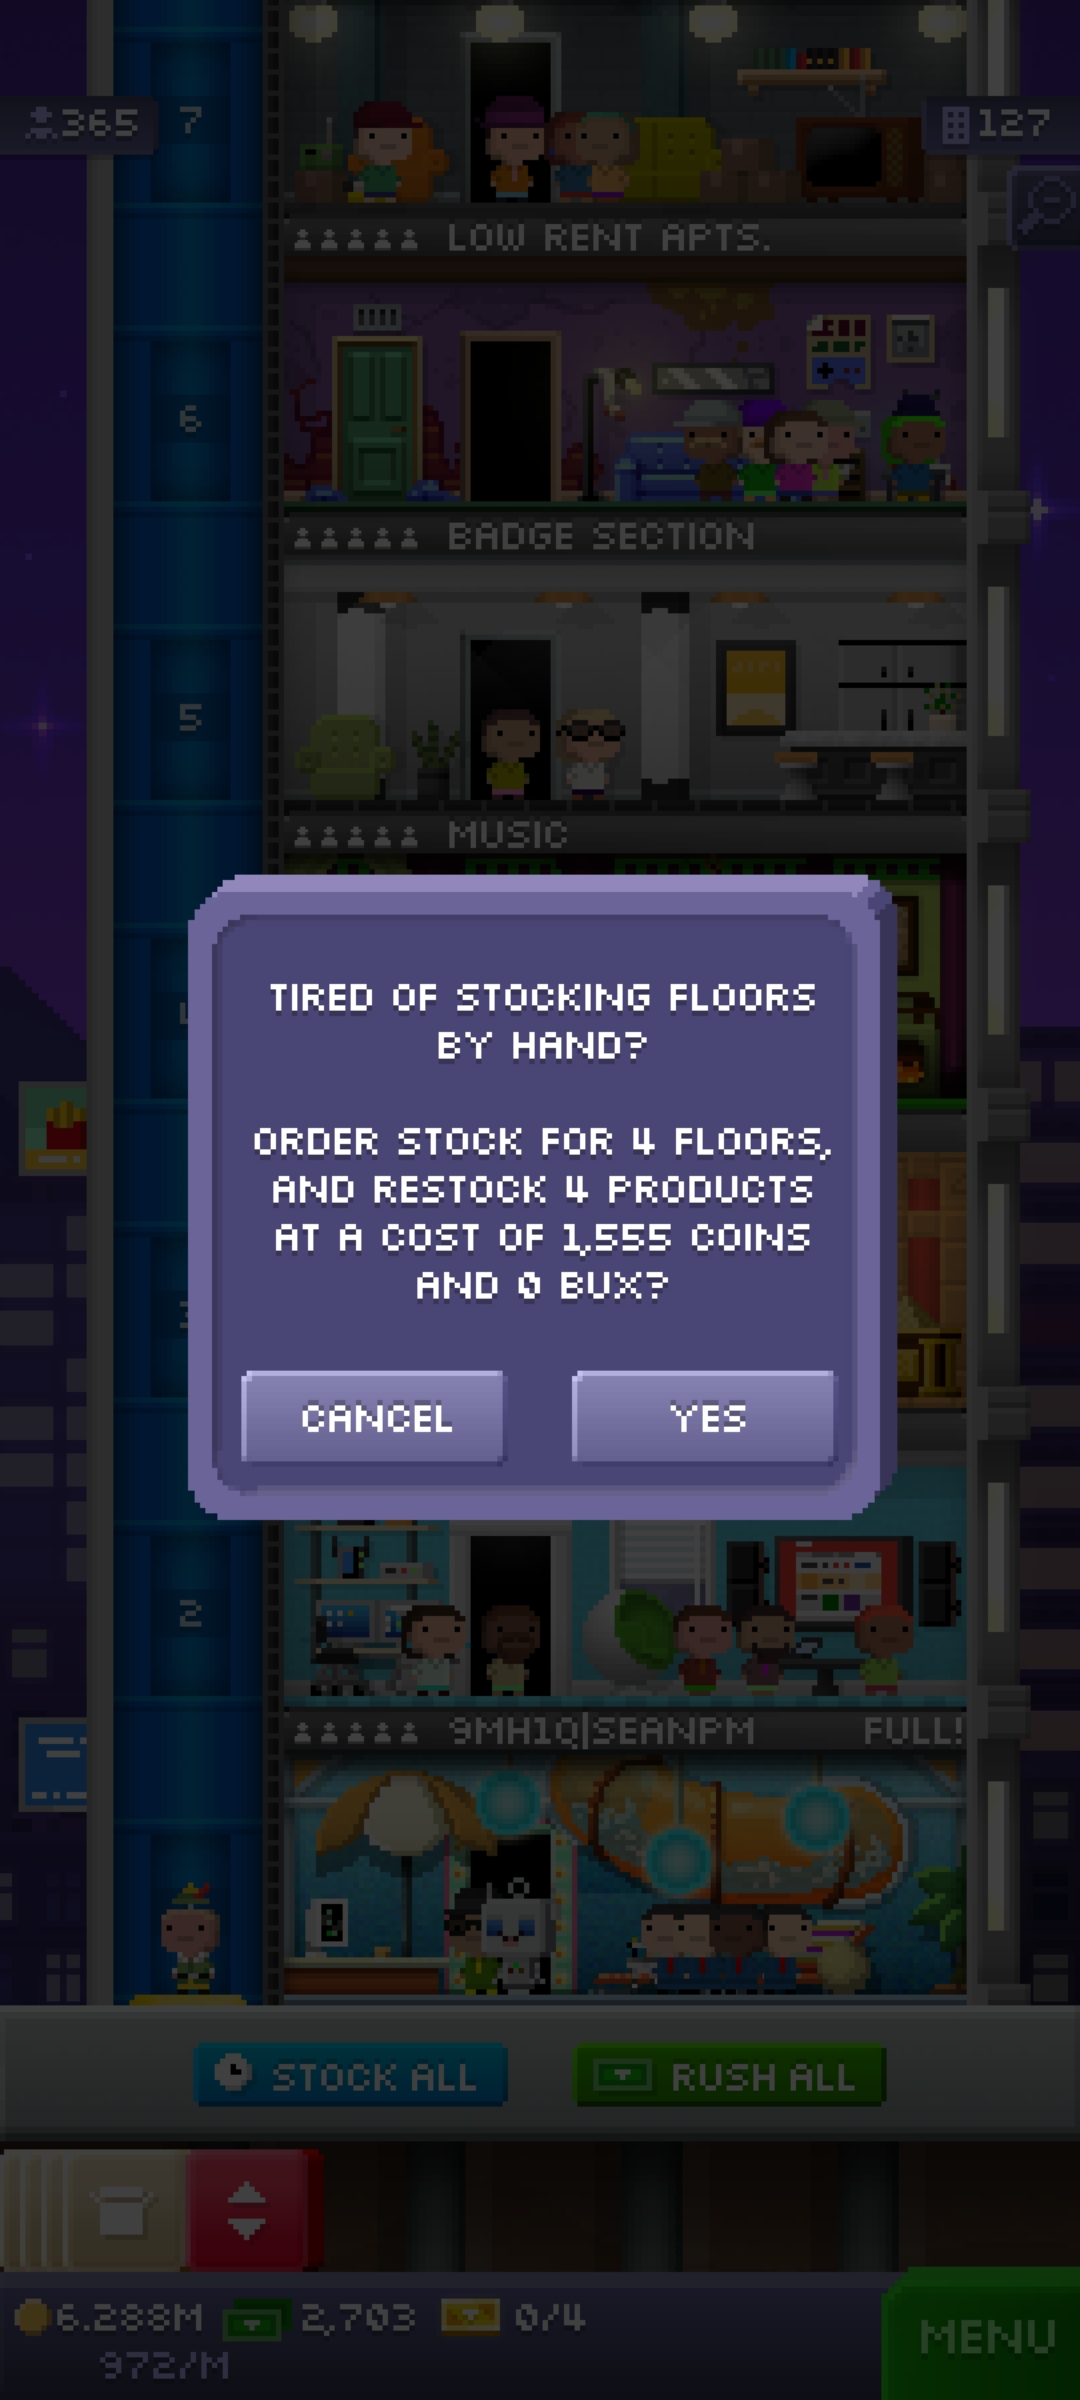 365
7
127
LOW RENT APTS.
6
BADGE SECTION
5
MUSIC
TIRED OF STOCKING FLOORS
BY HAND?
ORDER STOCK FOR 4 FLOORS,
AND RESTOCK 4 PRODUCTS
AT A COST OF 1,555 COINS
AND 0 BUX?
CANCEL
YES
2
9MH1Q|SEANPM
FULL!
STOCK ALL
RUSH ALL
6.288M
2,703
0/4
972/M
MENU